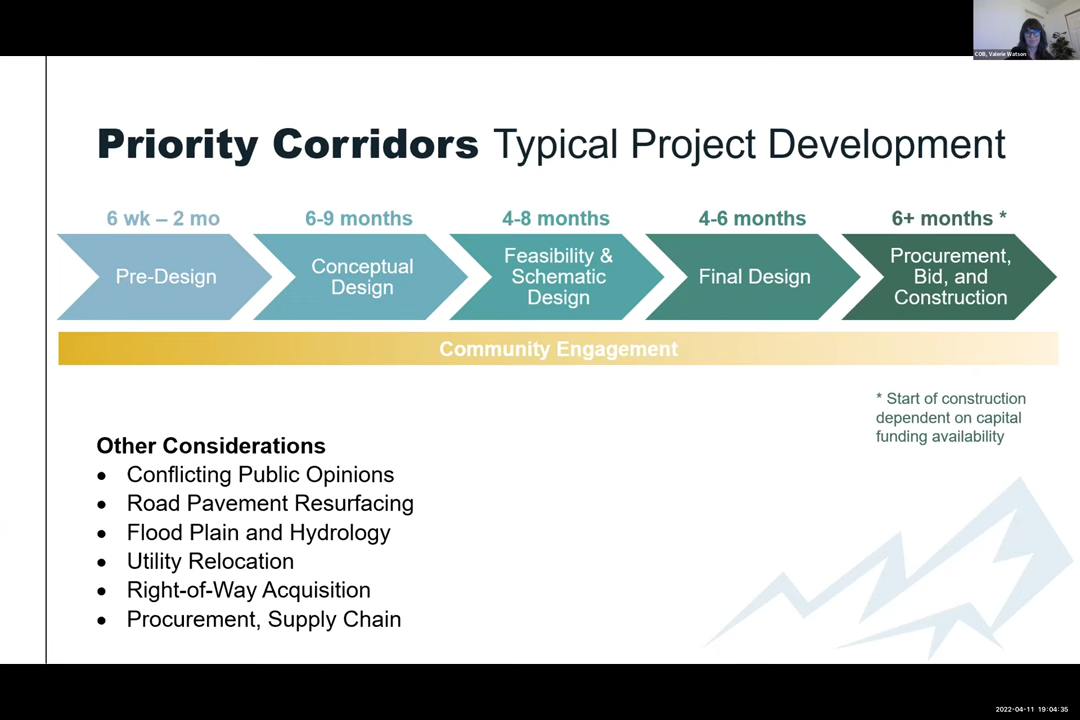 COB, Valerie Watson
Priority Corridors Typical Project Development
6 wk – 2 mo
6-9 months
4-8 months
4-6 months
6+ months *
Pre-Design
Conceptual
Design
Feasibility &
Schematic
Design
Final Design
Procurement,
Bid, and
Construction
Community Engagement
* Start of construction
dependent on capital
funding availability
Other Considerations
• Conflicting Public Opinions
• Road Pavement Resurfacing
• Flood Plain and Hydrology
• Utility Relocation
• Right-of-Way Acquisition
• Procurement, Supply Chain
2022-04-11 19:04:35